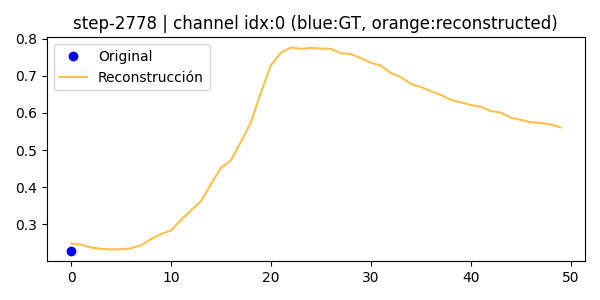 step-2778 | channel idx:0 (blue:GT, orange:reconstructed)
Original
Reconstrucción
0.8
0.7
0.6
0.5
0.4
0.3
0 10 20 30 40 50